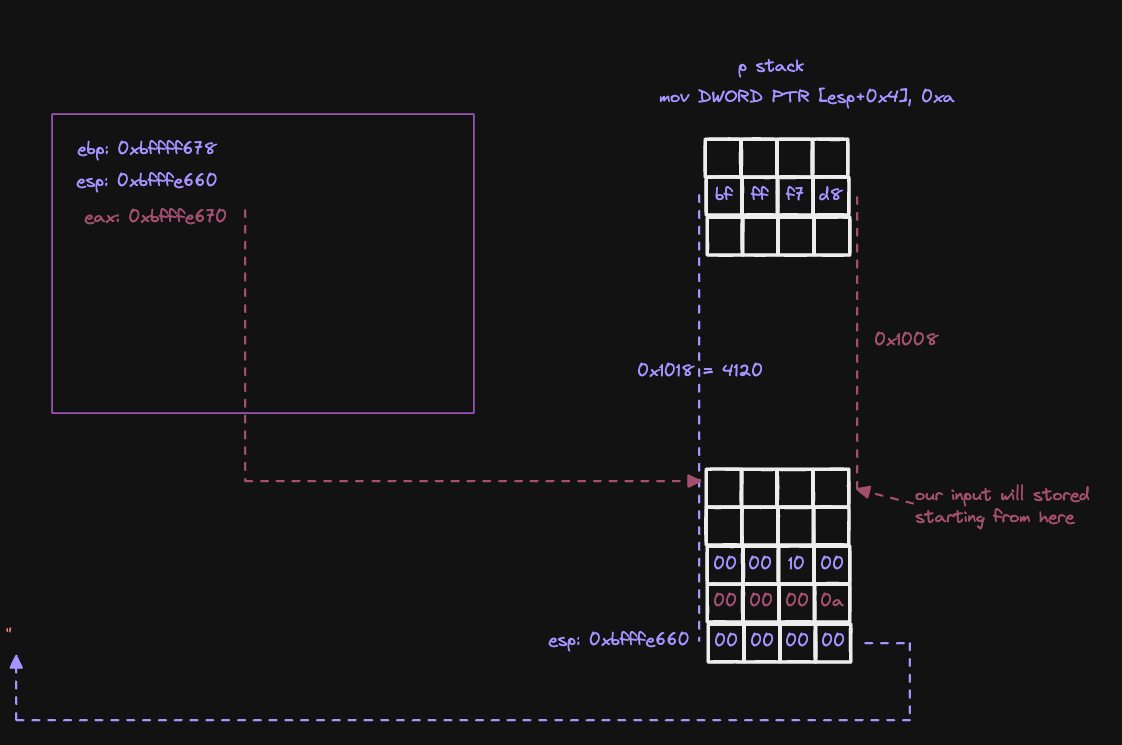 p stack
mov DWORD PTR [esp+0x4], 0xa
ebp: 0xbffff678
esp: 0xbfffe660
eax: 0xbfffe670
bf ff f7 d8
0x1008
0x1018 = 4120
our input will stored
starting from here
00 00 10 00
00 00 00 0a
esp: 0xbfffe660
00 00 00 00
"